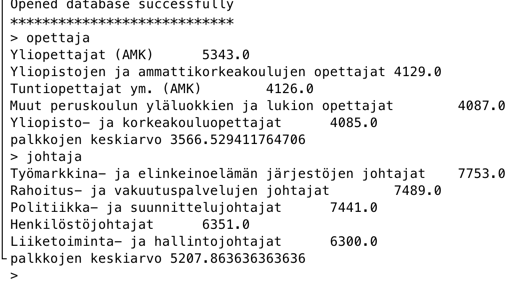 Opened database successfully
****************************
> opettaja
Yliopettajat (AMK) 5343.0
Yliopistojen ja ammattikorkeakoulujen opettajat 4129.0
Tuntiopettajat ym. (AMK) 4126.0
Muut peruskoulun yläluokkien ja lukion opettajat 4087.0
Yliopisto- ja korkeakouluopettajat 4085.0
palkkojen keskiarvo 3566.529411764706
> johtaja
Työmarkkina- ja elinkeinoelämän järjestöjen johtajat 7753.0
Rahoitus- ja vakuutuspalvelujen johtajat 7489.0
Politiikka- ja suunnittelujohtajat 7441.0
Henkilöstöjohtajat 6351.0
Liiketoiminta- ja hallintojohtajat 6300.0
palkkojen keskiarvo 5207.863636363636
>